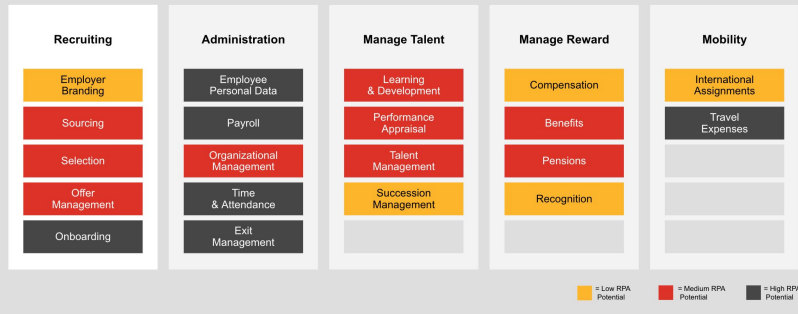 Recruiting
Employer
Branding
Sourcing
Selection
Offer
Management
Onboarding
Administration
Employee
Personal Data
Payroll
Organizational
Management
Time
& Attendance
Exit
Management
Manage Talent
Learning
& Development
Performance
Appraisal
Talent
Management
Succession
Management
Manage Reward
Compensation
Benefits
Pensions
Recognition
Mobility
International
Assignments
Travel
Expenses
= Low RPA
Potential
= Medium RPA
Potential
= High RPA
Potential